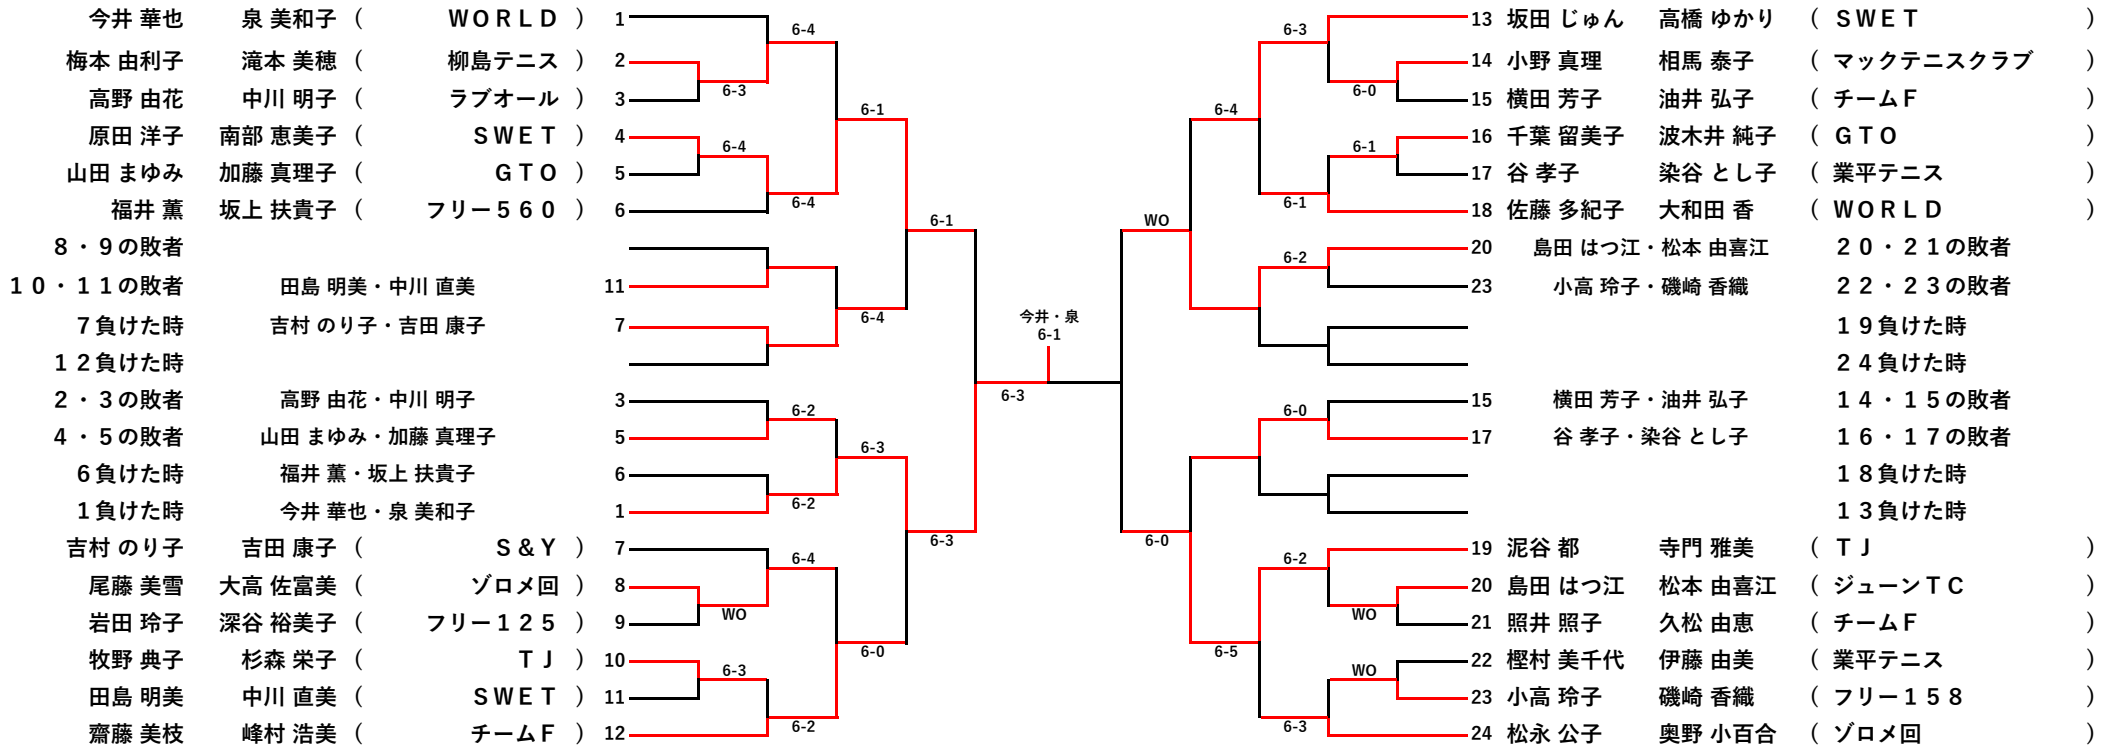 今井 華也 泉 美和子 （ ＷＯＲＬＤ ） 1
梅本 由利子 滝本 美穂 （ 柳島テニス ） 2
高野 由花 中川 明子 （ ラブオール ） 3
原田 洋子 南部 恵美子 （ ＳＷＥＴ ） 4
山田 まゆみ 加藤 真理子 （ ＧＴＯ ） 5
福井 薫 坂上 扶貴子 （ フリー５６０ ） 6
８・９の敗者
１０・１１の敗者 田島 明美・中川 直美 11
７負けた時 吉村 のり子・吉田 康子 7
１２負けた時
２・３の敗者 高野 由花・中川 明子 3
４・５の敗者 山田 まゆみ・加藤 真理子 5
６負けた時 福井 薫・坂上 扶貴子 6
１負けた時 今井 華也・泉 美和子 1
吉村 のり子 吉田 康子 （ Ｓ＆Ｙ ） 7
尾藤 美雪 大高 佐富美 （ ゾロメ回 ） 8
岩田 玲子 深谷 裕美子 （ フリー１２５ ） 9
牧野 典子 杉森 栄子 （ ＴＪ ） 10
田島 明美 中川 直美 （ ＳＷＥＴ ） 11
齋藤 美枝 峰村 浩美 （ チームＦ ） 12
6-4
6-3
6-1
6-4
6-4
6-1
6-4
6-2
6-3
6-2
6-3
6-4
WO
6-0
6-3
6-2
6-3
今井・泉
6-1
6-3
6-0
6-4
6-1
6-1
WO
6-2
6-0
6-0
6-2
WO
6-5
WO
6-3
13 坂田 じゅん 高橋 ゆかり （ ＳＷＥＴ ）
14 小野 真理 相馬 泰子 （ マックテニスクラブ ）
15 横田 芳子 油井 弘子 （ チームＦ ）
16 千葉 留美子 波木井 純子 （ ＧＴＯ ）
17 谷 孝子 染谷 とし子 （ 業平テニス ）
18 佐藤 多紀子 大和田 香 （ ＷＯＲＬＤ ）
20 島田 はつ江・松本 由喜江 ２０・２１の敗者
23 小高 玲子・磯崎 香織 ２２・２３の敗者
１９負けた時
２４負けた時
15 横田 芳子・油井 弘子 １４・１５の敗者
17 谷 孝子・染谷 とし子 １６・１７の敗者
１８負けた時
１３負けた時
19 泥谷 都 寺門 雅美 （ ＴＪ ）
20 島田 はつ江 松本 由喜江 （ ジューンＴＣ ）
21 照井 照子 久松 由恵 （ チームＦ ）
22 樫村 美千代 伊藤 由美 （ 業平テニス ）
23 小高 玲子 磯崎 香織 （ フリー１５８ ）
24 松永 公子 奥野 小百合 （ ゾロメ回 ）